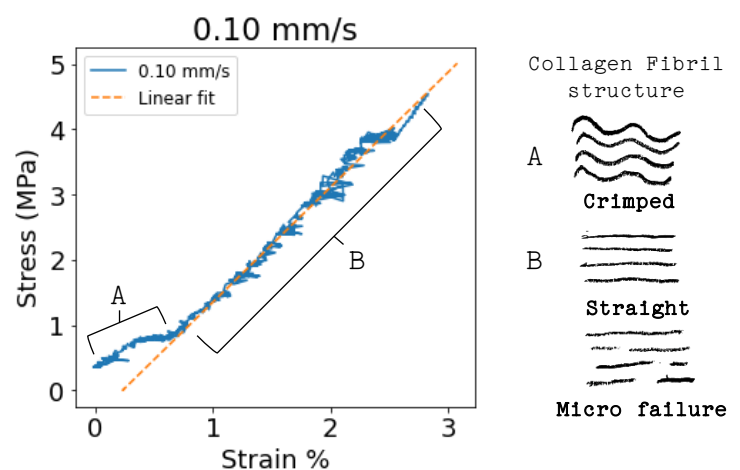 0.10 mm/s
0.10 mm/s
Linear fit
Stress (MPa)
5
4
3
2
1
0
A
B
0 1 2 3
Strain %
Collagen Fibril
structure
A
Crimped
B
Straight
Micro failure